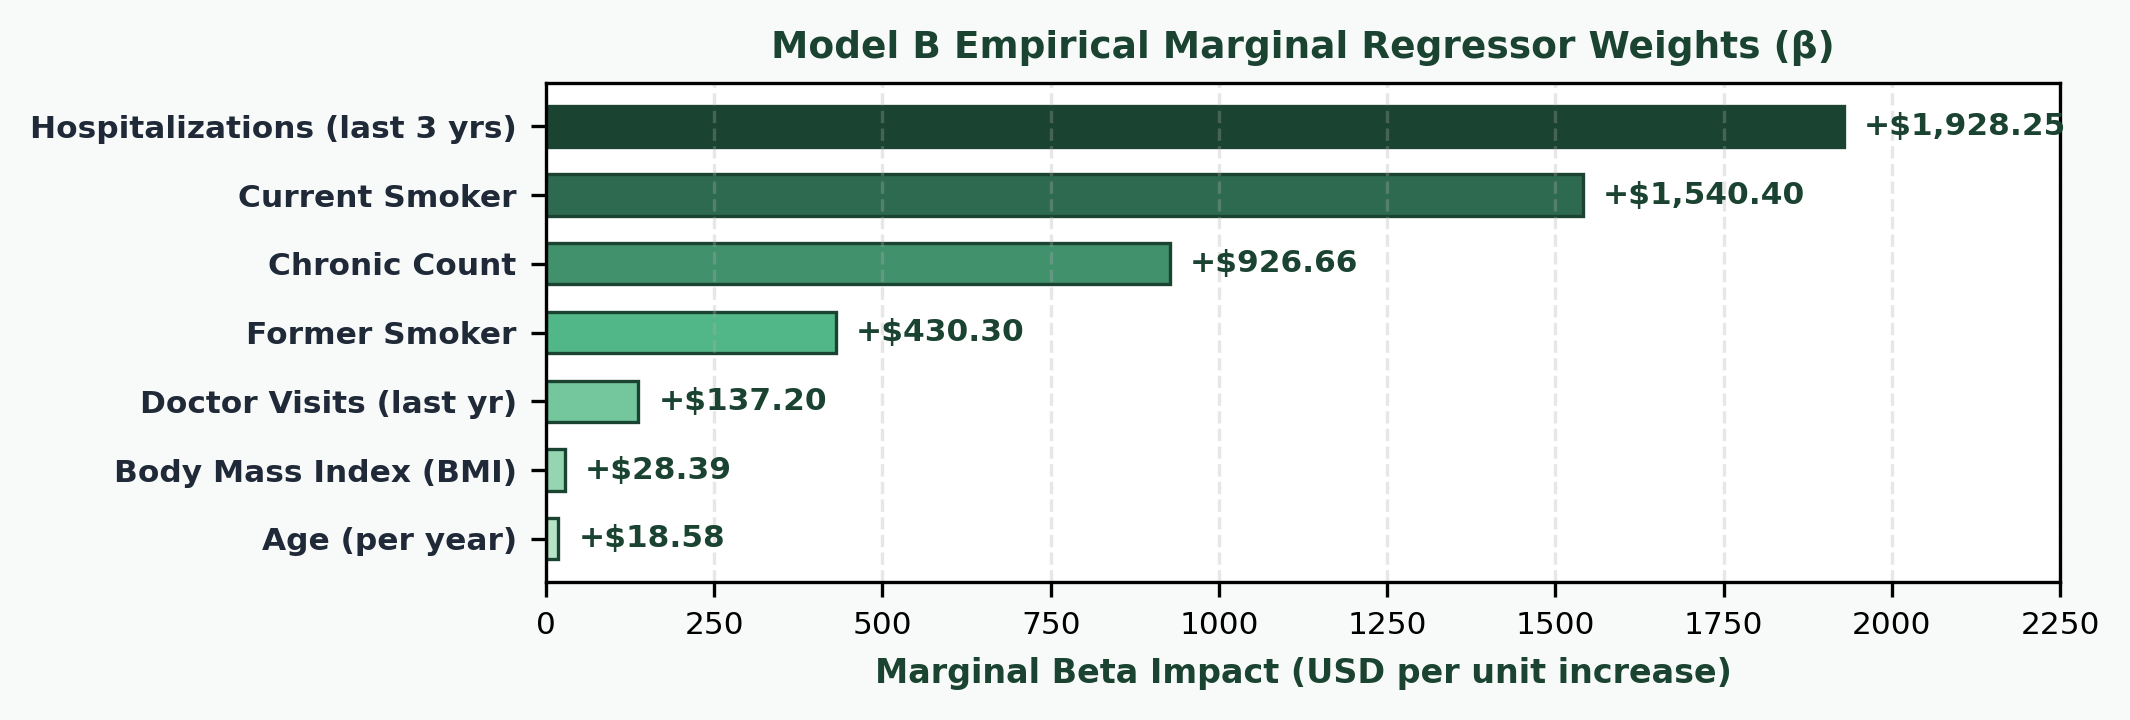 Model B Empirical Marginal Regressor Weights (β)
Hospitalizations (last 3 yrs) +$1,928.25
Current Smoker +$1,540.40
Chronic Count +$926.66
Former Smoker +$430.30
Doctor Visits (last yr) +$137.20
Body Mass Index (BMI) +$28.39
Age (per year) +$18.58
0 250 500 750 1000 1250 1500 1750 2000 2250
Marginal Beta Impact (USD per unit increase)